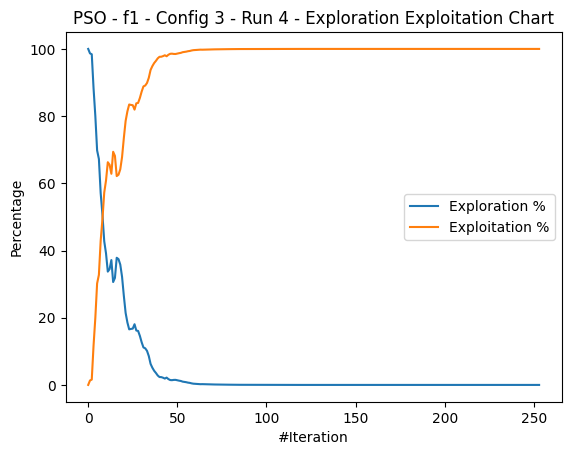 PSO - f1 - Config 3 - Run 4 - Exploration Exploitation Chart
100
80
60
40
20
0
Percentage
Exploration %
Exploitation %
0
50
100
150
200
250
#Iteration